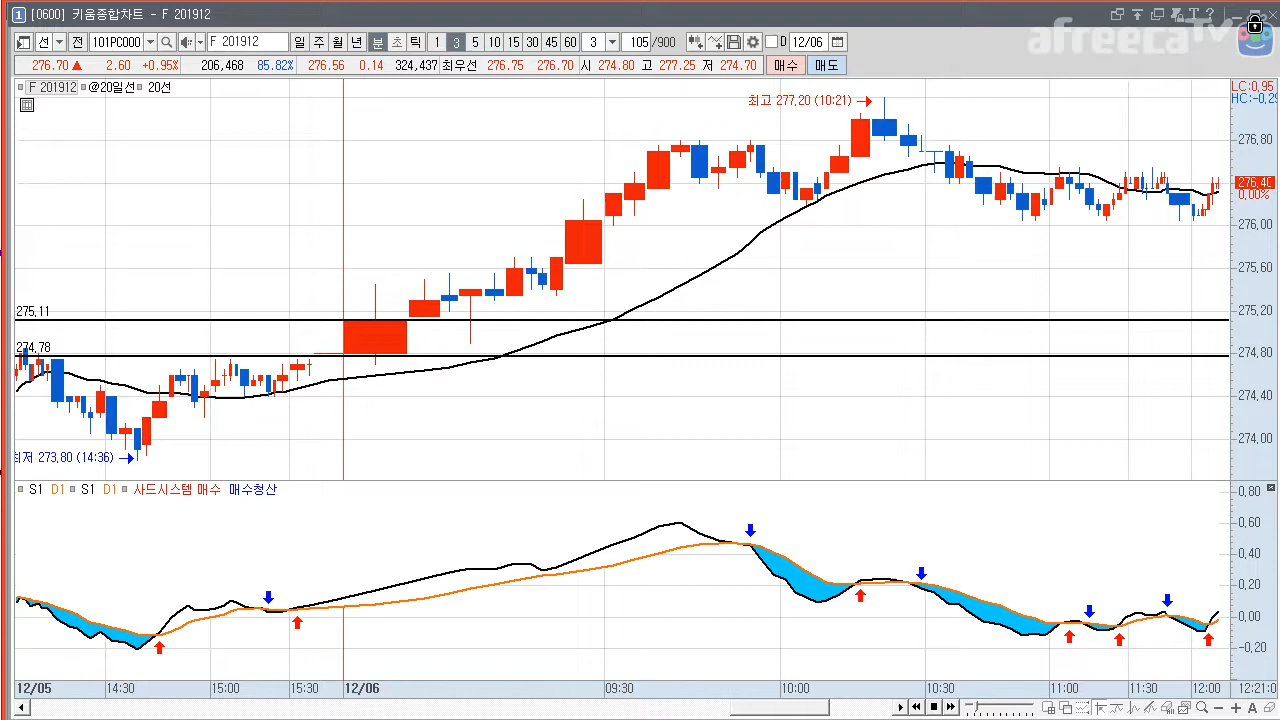 [0600] 키움종합차트 - F 201912
afreecaTV
선 전 101PC000 F 201912 일 주 월 년 분 초 틱 1 3 5 10 15 30 45 60 3 105 /900 D 12/06
276.70 ▲ 2.60 +0.95% 206,468 85.82% 276.56 0.14 324,437 최우선 276.75 276.70 시 274.80 고 277.25 저 274.70 매수 매도
F 201912 @20일선 20선
LC:0,95
HC:-0,29
최고 277,20 (10:21)
276,80
276,40
0,00%
276,00
275,60
275,20
275,11
274,80
274,78
274,40
274,00
최저 273,80 (14:36)
S1 D1 S1 D1 사드시스템 매수 매수청산
0,80
0,60
0,40
0,20
0,00
-0,20
12/05 14:30 15:00 15:30 12/06 09:30 10:00 10:30 11:00 11:30 12:00 12:21:0